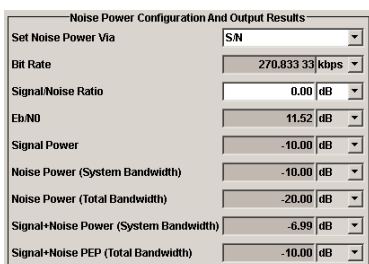 Noise Power Configuration And Output Results
Set Noise Power Via S/N
Bit Rate 270.833 33 kbps
Signal/Noise Ratio 0.00 dB
Eb/N0 11.52 dB
Signal Power -10.00 dB
Noise Power (System Bandwidth) -10.00 dB
Noise Power (Total Bandwidth) -20.00 dB
Signal+Noise Power (System Bandwidth) -6.99 dB
Signal+Noise PEP (Total Bandwidth) -10.00 dB